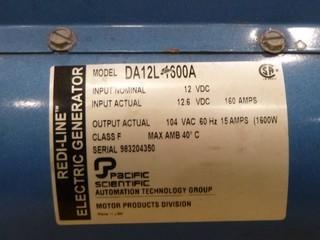 REDI-LINE™
ELECTRIC GENERATOR
MODEL DA12L-1600A
INPUT NOMINAL 12 VDC
INPUT ACTUAL 12.6 VDC 160 AMPS
OUTPUT ACTUAL 104 VAC 60 Hz 15 AMPS (1600W
CLASS F MAX AMB 40° C
SERIAL 983204350
PACIFIC
SCIENTIFIC
AUTOMATION TECHNOLOGY GROUP
MOTOR PRODUCTS DIVISION